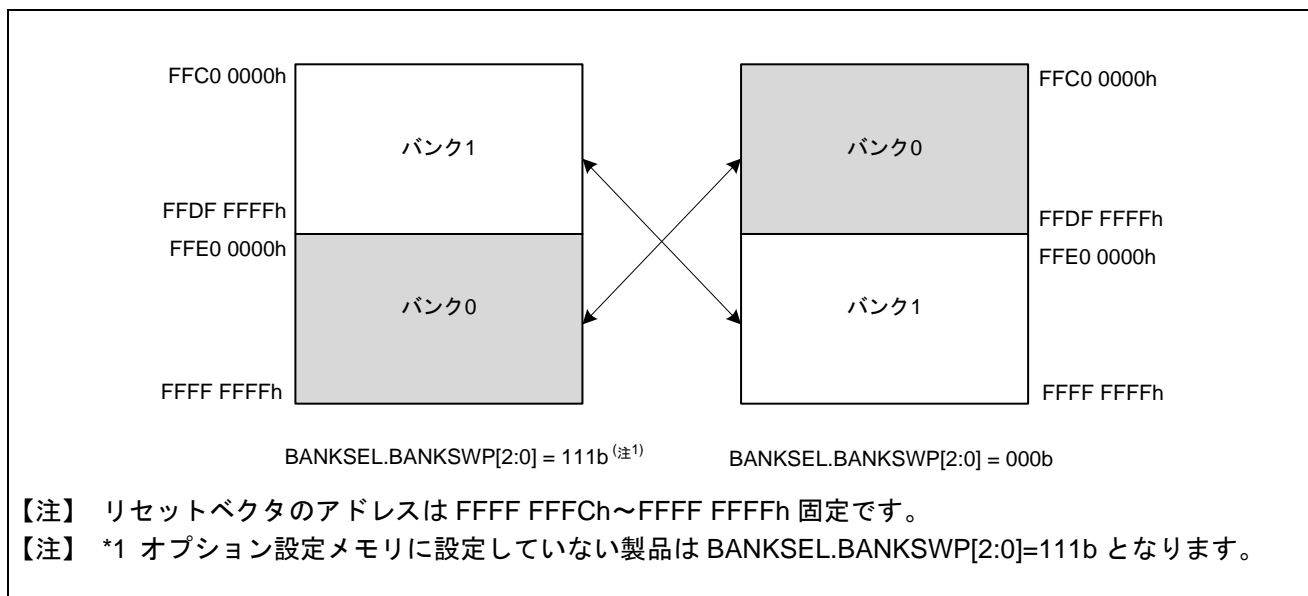 FFC0 0000h
バンク1
FFDF FFFFh
FFE0 0000h
バンク0
FFFF FFFFh
BANKSEL.BANKSWP[2:0] = 111b (注1)
FFC0 0000h
バンク0
FFDF FFFFh
FFE0 0000h
バンク1
FFFF FFFFh
BANKSEL.BANKSWP[2:0] = 000b
【注】 リセットベクタのアドレスは FFFF FFFCh～FFFF FFFFh 固定です。
【注】 *1 オプション設定メモリに設定していない製品は BANKSEL.BANKSWP[2:0]=111b となります。